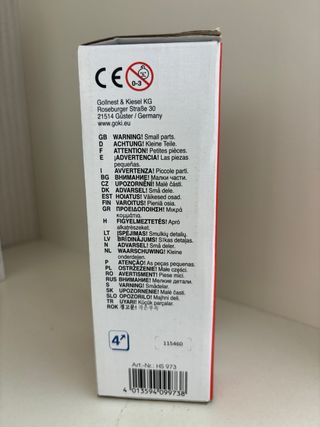 CE 0-3
Gollnest & Kiesel KG
Roseburger Straße 30
21514 Güster / Germany
www.goki.eu
GB WARNING! Small parts.
D ACHTUNG! Kleine Teile.
F ATTENTION! Petites pièces.
E ¡ADVERTENCIA! Las piezas
pequeñas.
I AVVERTENZA! Piccole parti.
BG ВНИМАНИЕ! Малки части.
CZ UPOZORNĚNÍ! Malé části.
DK ADVARSEL! Små dele.
EST HOIATUS! Väikesed osad.
FIN VAROITUS! Pieniä osia.
GR ΠΡΟΕΙΔΟΠΟΙΗΣΗ! Μικρά
κομμάτια.
H FIGYELMEZTETÉS! Apró
alkatrészeket.
LT ĮSPĖJIMAS! Smulkių detalių.
LV BRĪDINĀJUMS! Sīkas detaļas.
N ADVARSEL! Små deler.
NL WAARSCHUWING! Kleine
onderdelen.
P ATENÇÃO! As peças pequenas.
PL OSTRZEŻENIE! Małe części.
RO AVERTISMENT! Piese mici.
RUS ВНИМАНИЕ! Мелкие детали.
S VARNING! Smådelar.
SK UPOZORNENIE! Malé časti.
SLO OPOZORILO! Majhni deli.
TR UYARI! Küçük parçalar.
ROK 경고문!
4
115460
Art.-Nr.: HS 973
4 013594 099738